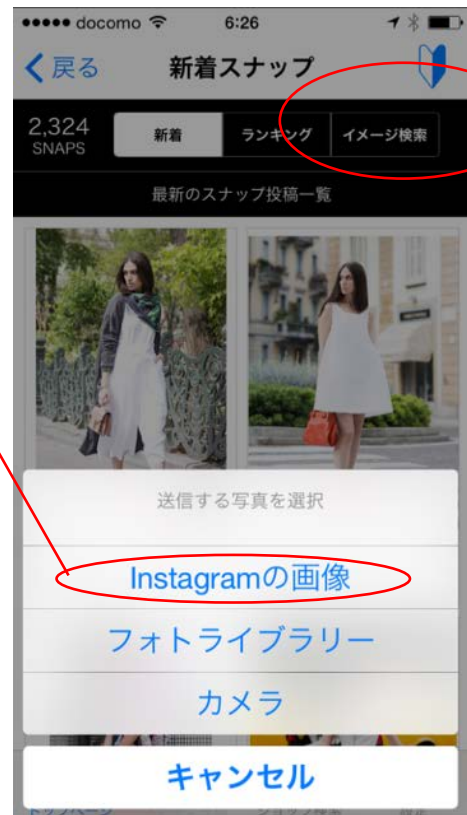 docomo 6:26
戻る 新着スナップ
2,324
SNAPS
新着 ランキング イメージ検索
最新のスナップ投稿一覧
送信する写真を選択
Instagramの画像
フォトライブラリー
カメラ
キャンセル